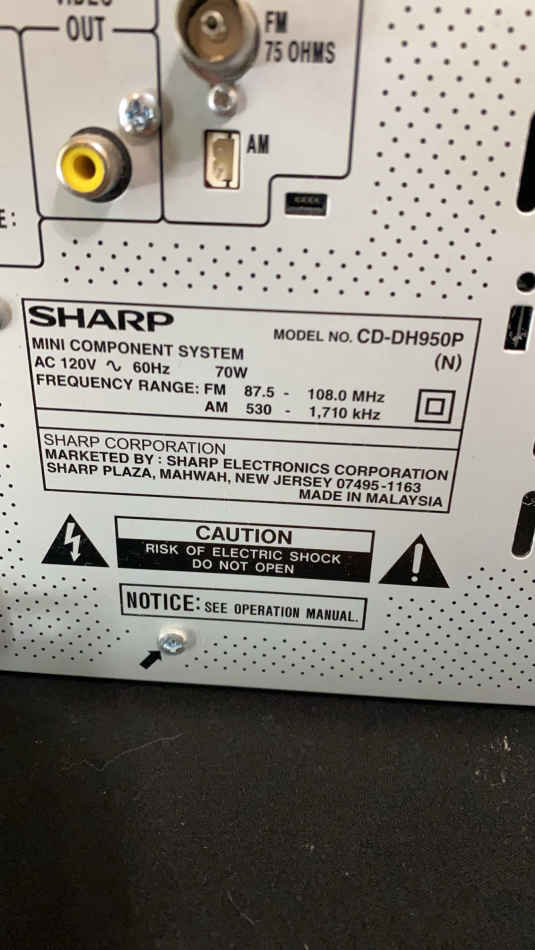 OUT
FM
75 OHMS
AM
E:
SHARP
MODEL NO. CD-DH950P
MINI COMPONENT SYSTEM
(N)
AC 120V ∿ 60Hz 70W
FREQUENCY RANGE: FM 87.5 - 108.0 MHz
AM 530 - 1,710 kHz
SHARP CORPORATION
MARKETED BY : SHARP ELECTRONICS CORPORATION
SHARP PLAZA, MAHWAH, NEW JERSEY 07495-1163
MADE IN MALAYSIA
CAUTION
RISK OF ELECTRIC SHOCK
DO NOT OPEN
NOTICE: SEE OPERATION MANUAL.